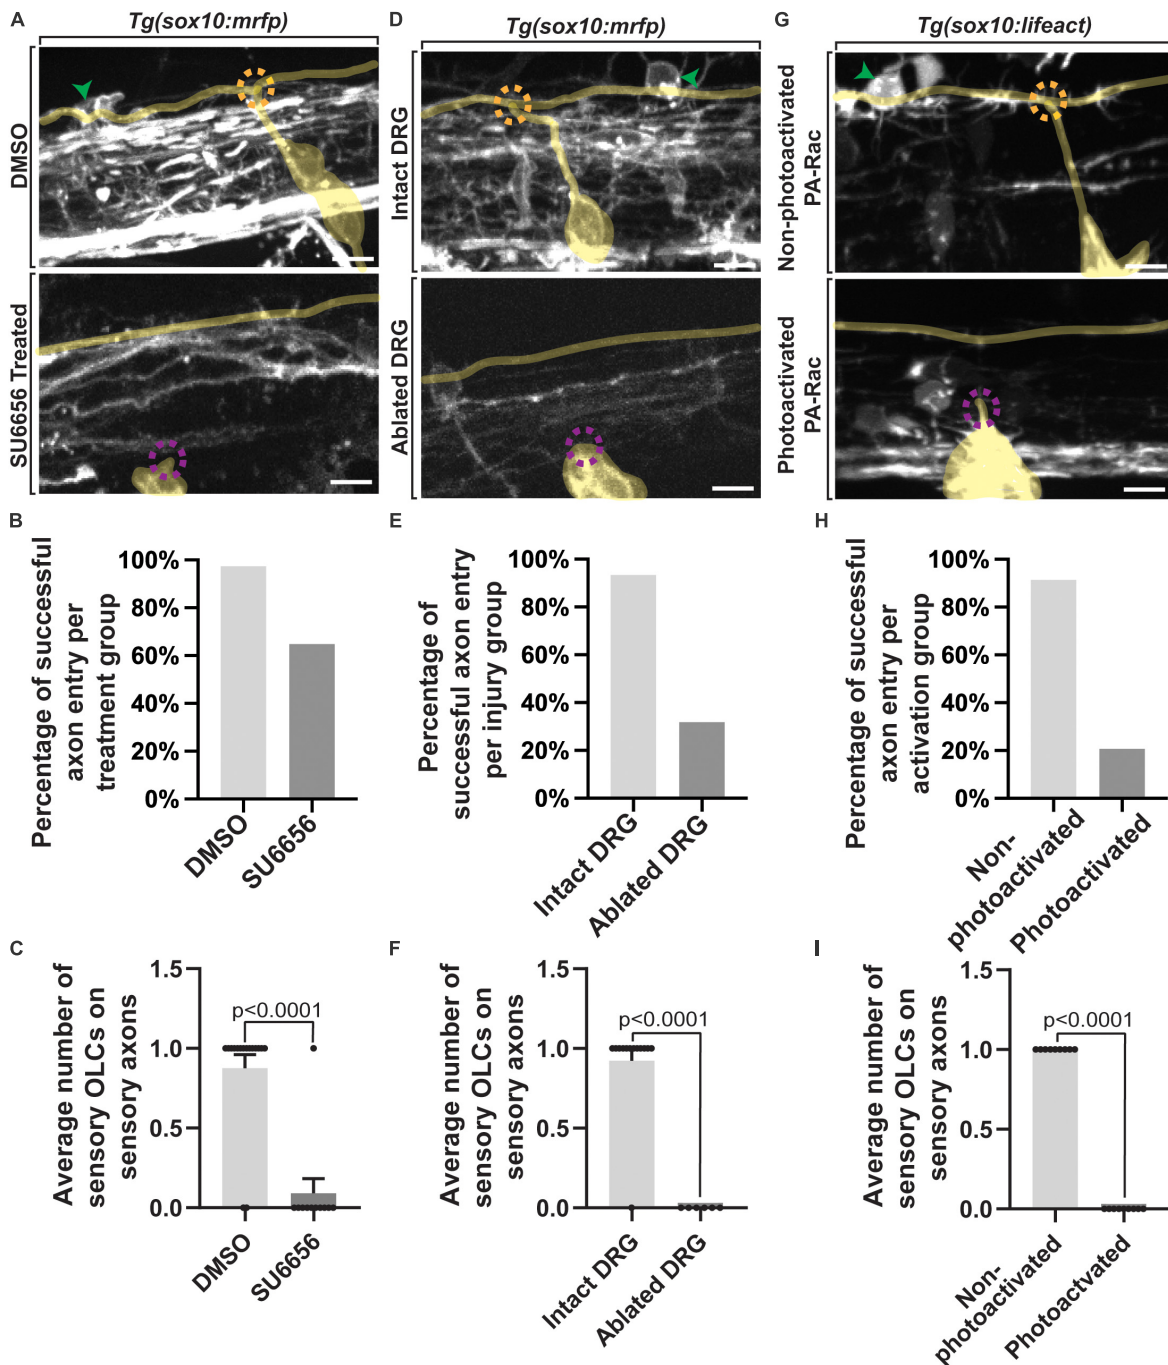 A
Tg(sox10:mrfp)
DMSO
SU6656 Treated
D
Tg(sox10:mrfp)
Intact DRG
Ablated DRG
G
Tg(sox10:lifeact)
Non-photoactivated
PA-Rac
Photoactivated
PA-Rac
B
Percentage of successful
axon entry per
treatment group
100%
80%
60%
40%
20%
0%
DMSO
SU6656
E
Percentage of
successful axon entry
per injury group
100%
80%
60%
40%
20%
0%
Intact DRG
Ablated DRG
H
Percentage of successful
axon entry per
activation group
100%
80%
60%
40%
20%
0%
Non-
photoactivated
Photoactivated
C
Average number of
sensory OLCs on
sensory axons
1.5
1.0
0.5
0.0
p<0.0001
DMSO
SU6656
F
Average number of
sensory OLCs on
sensory axons
1.5
1.0
0.5
0.0
p<0.0001
Intact DRG
Ablated DRG
I
Average number of
sensory OLCs on
sensory axons
1.5
1.0
0.5
0.0
p<0.0001
Non-
photoactivated
Photoactvated